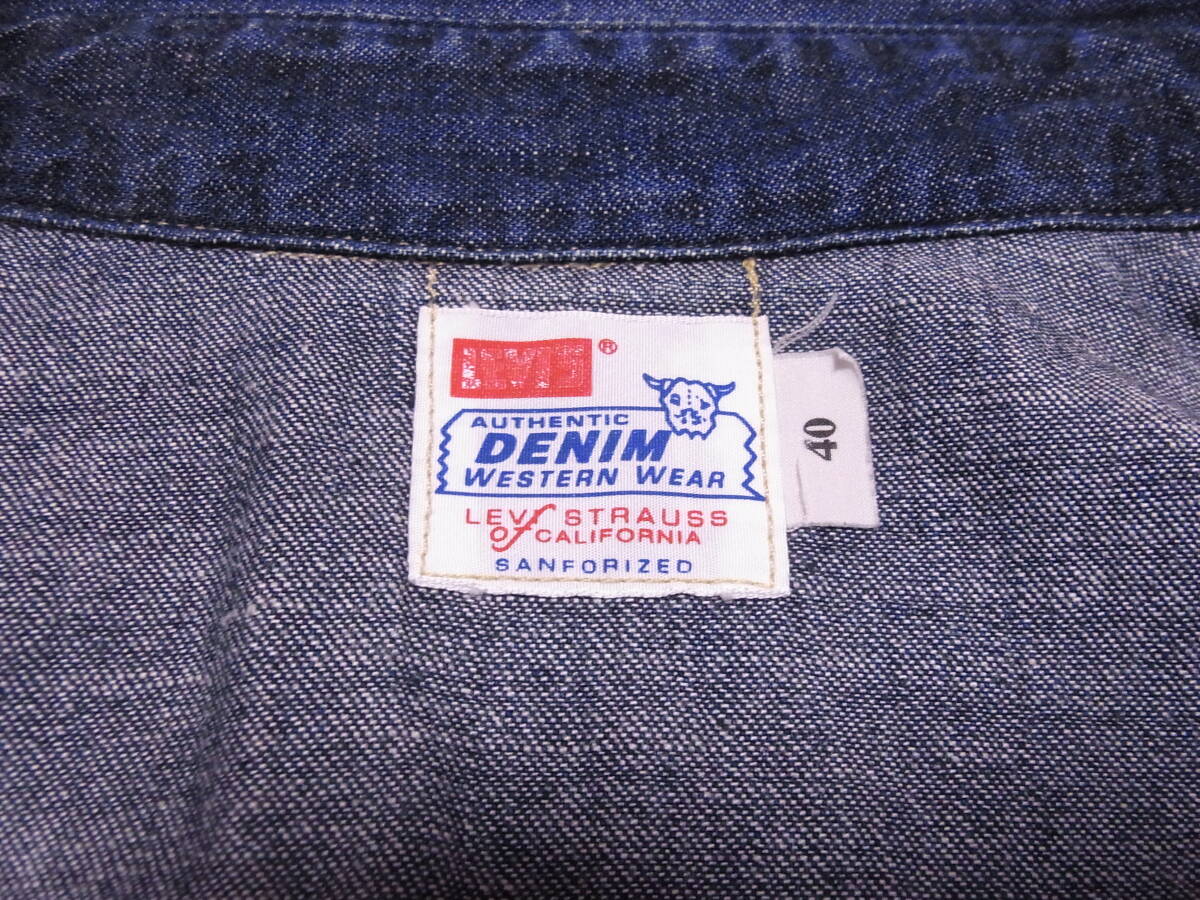 LEVI'S ®
AUTHENTIC
DENIM
WESTERN WEAR
LEVI STRAUSS
of CALIFORNIA
SANFORIZED
40